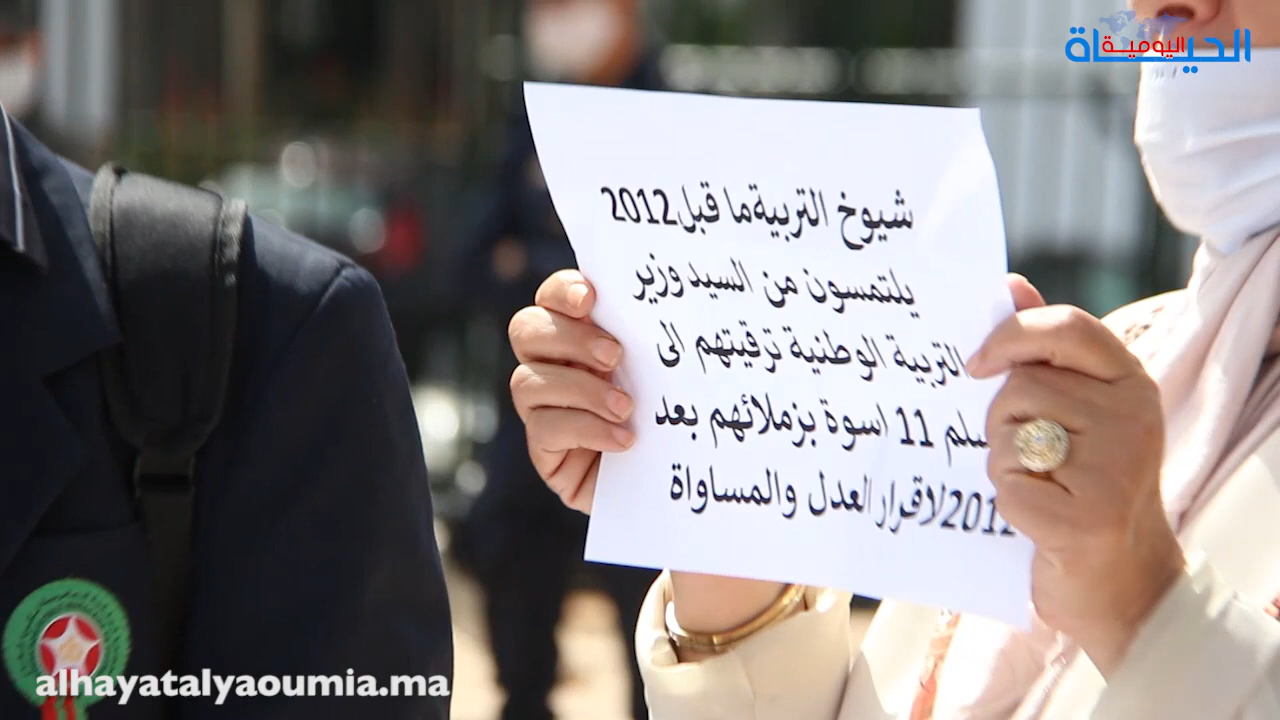 الحياة
اليومية
شيوخ التربيةما قبل2012
يلتمسون من السيد وزير
التربية الوطنية ترقيتهم الى
سلم 11 اسوة بزملائهم بعد
2012لاقرار العدل والمساواة
alhayatalyaoumia.ma